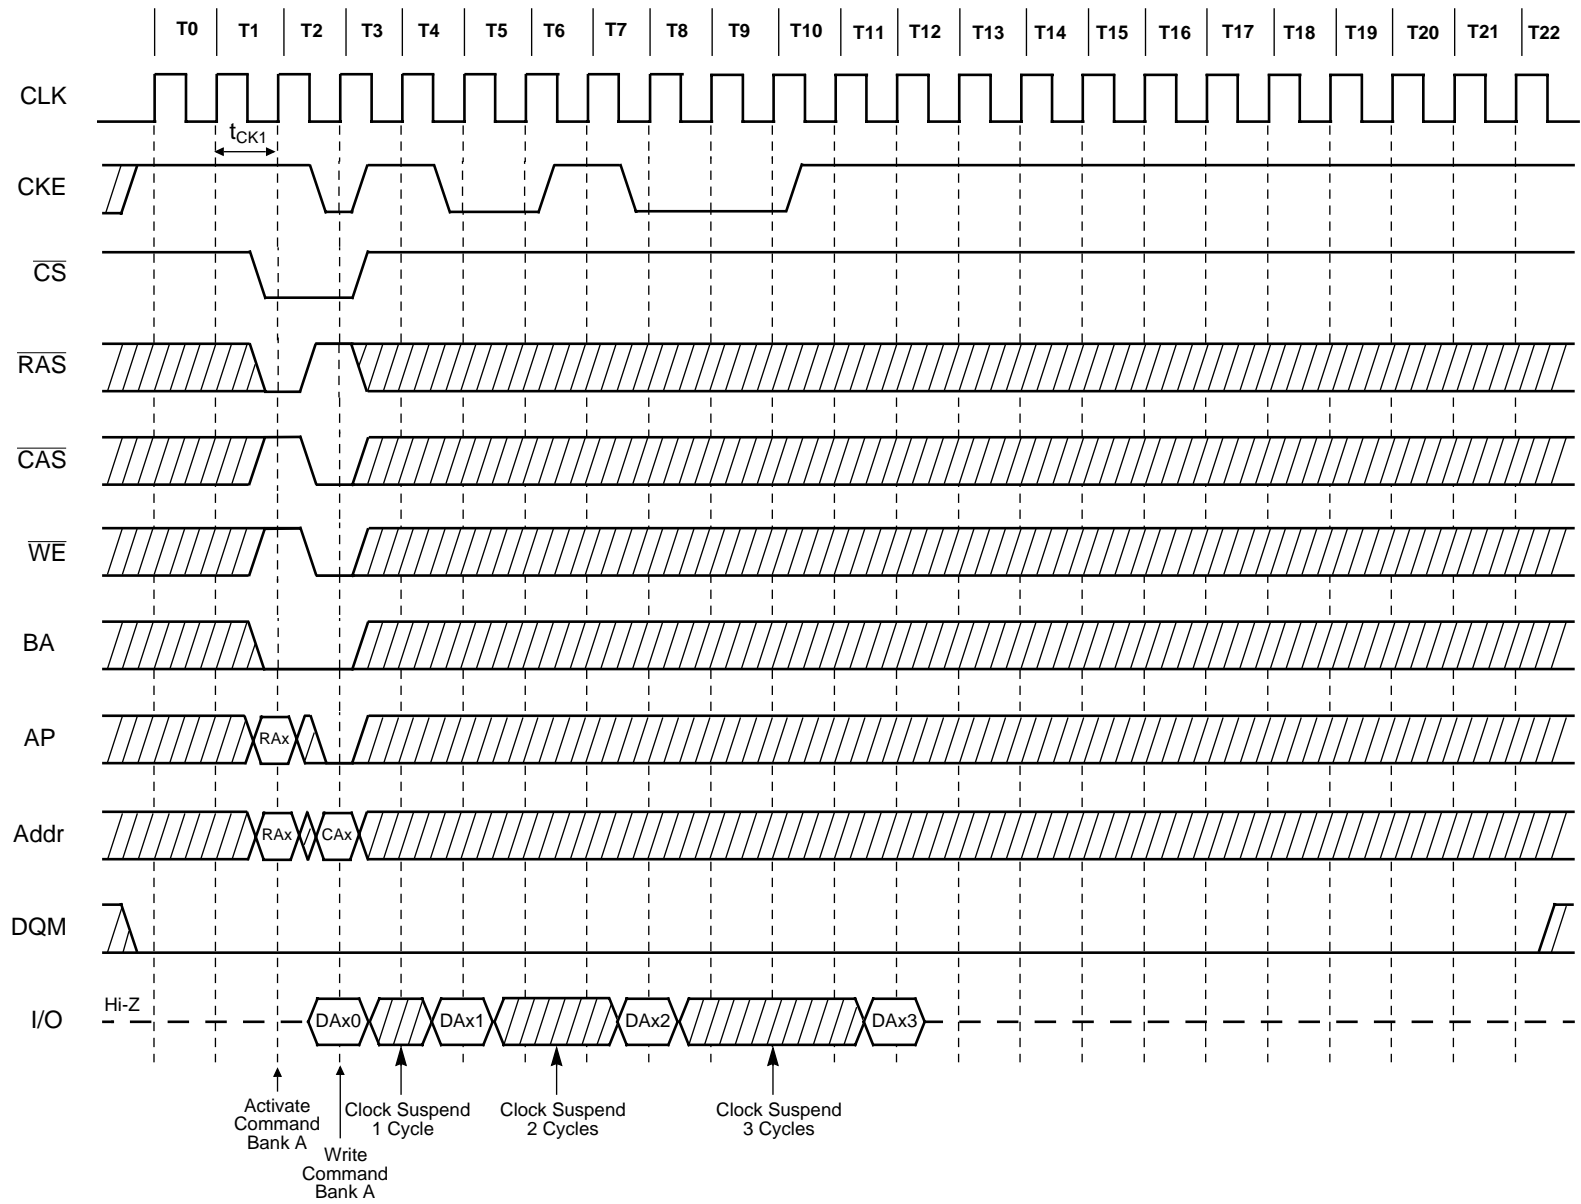 T0 T1 T2 T3 T4 T5 T6 T7 T8 T9 T10 T11 T12 T13 T14 T15 T16 T17 T18 T19 T20 T21 T22
CLK
tCK1
CKE
CS
RAS
CAS
WE
BA
AP
RAx
Addr
RAx CAx
DQM
I/O
Hi-Z
DAx0 DAx1 DAx2 DAx3
Activate
Command
Bank A
Write
Command
Bank A
Clock Suspend
1 Cycle
Clock Suspend
2 Cycles
Clock Suspend
3 Cycles